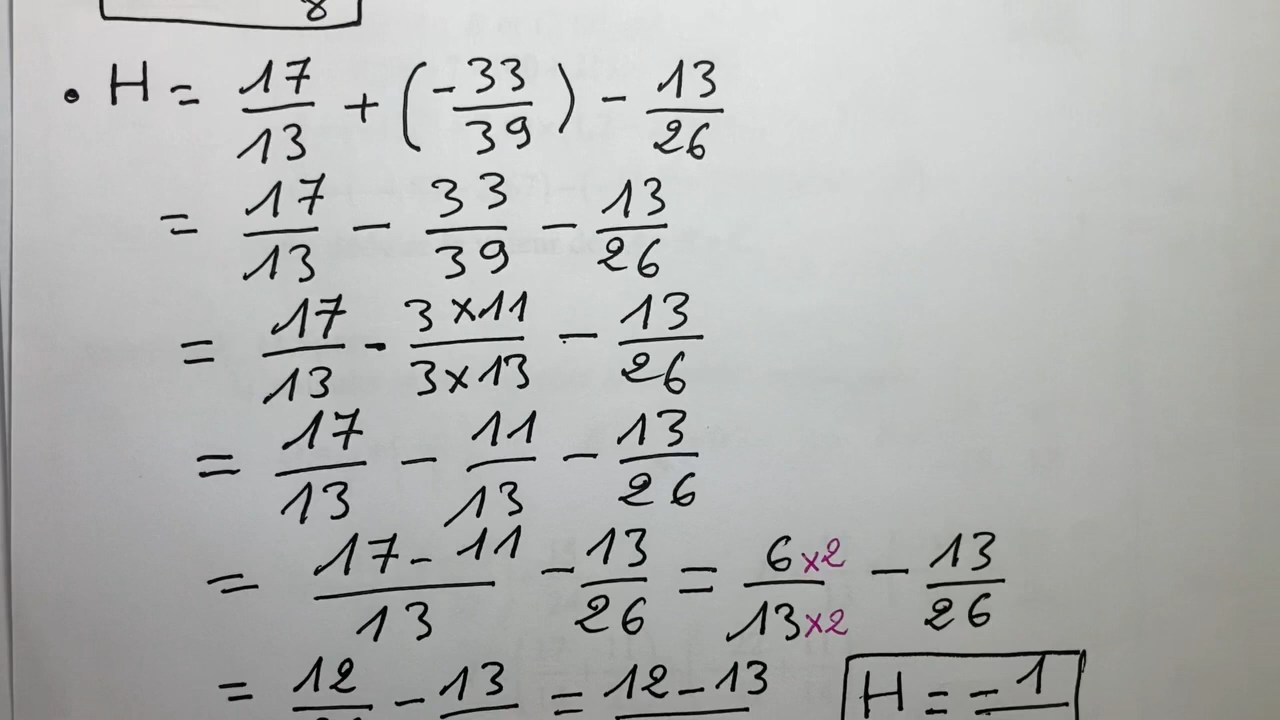 8
• H = 17/13 + (-33/39) - 13/26
= 17/13 - 33/39 - 13/26
= 17/13 - 3×11/3×13 - 13/26
= 17/13 - 11/13 - 13/26
= 17-11/13 - 13/26 = 6×2/13×2 - 13/26
= 12 - 13 = 12-13 H = -1